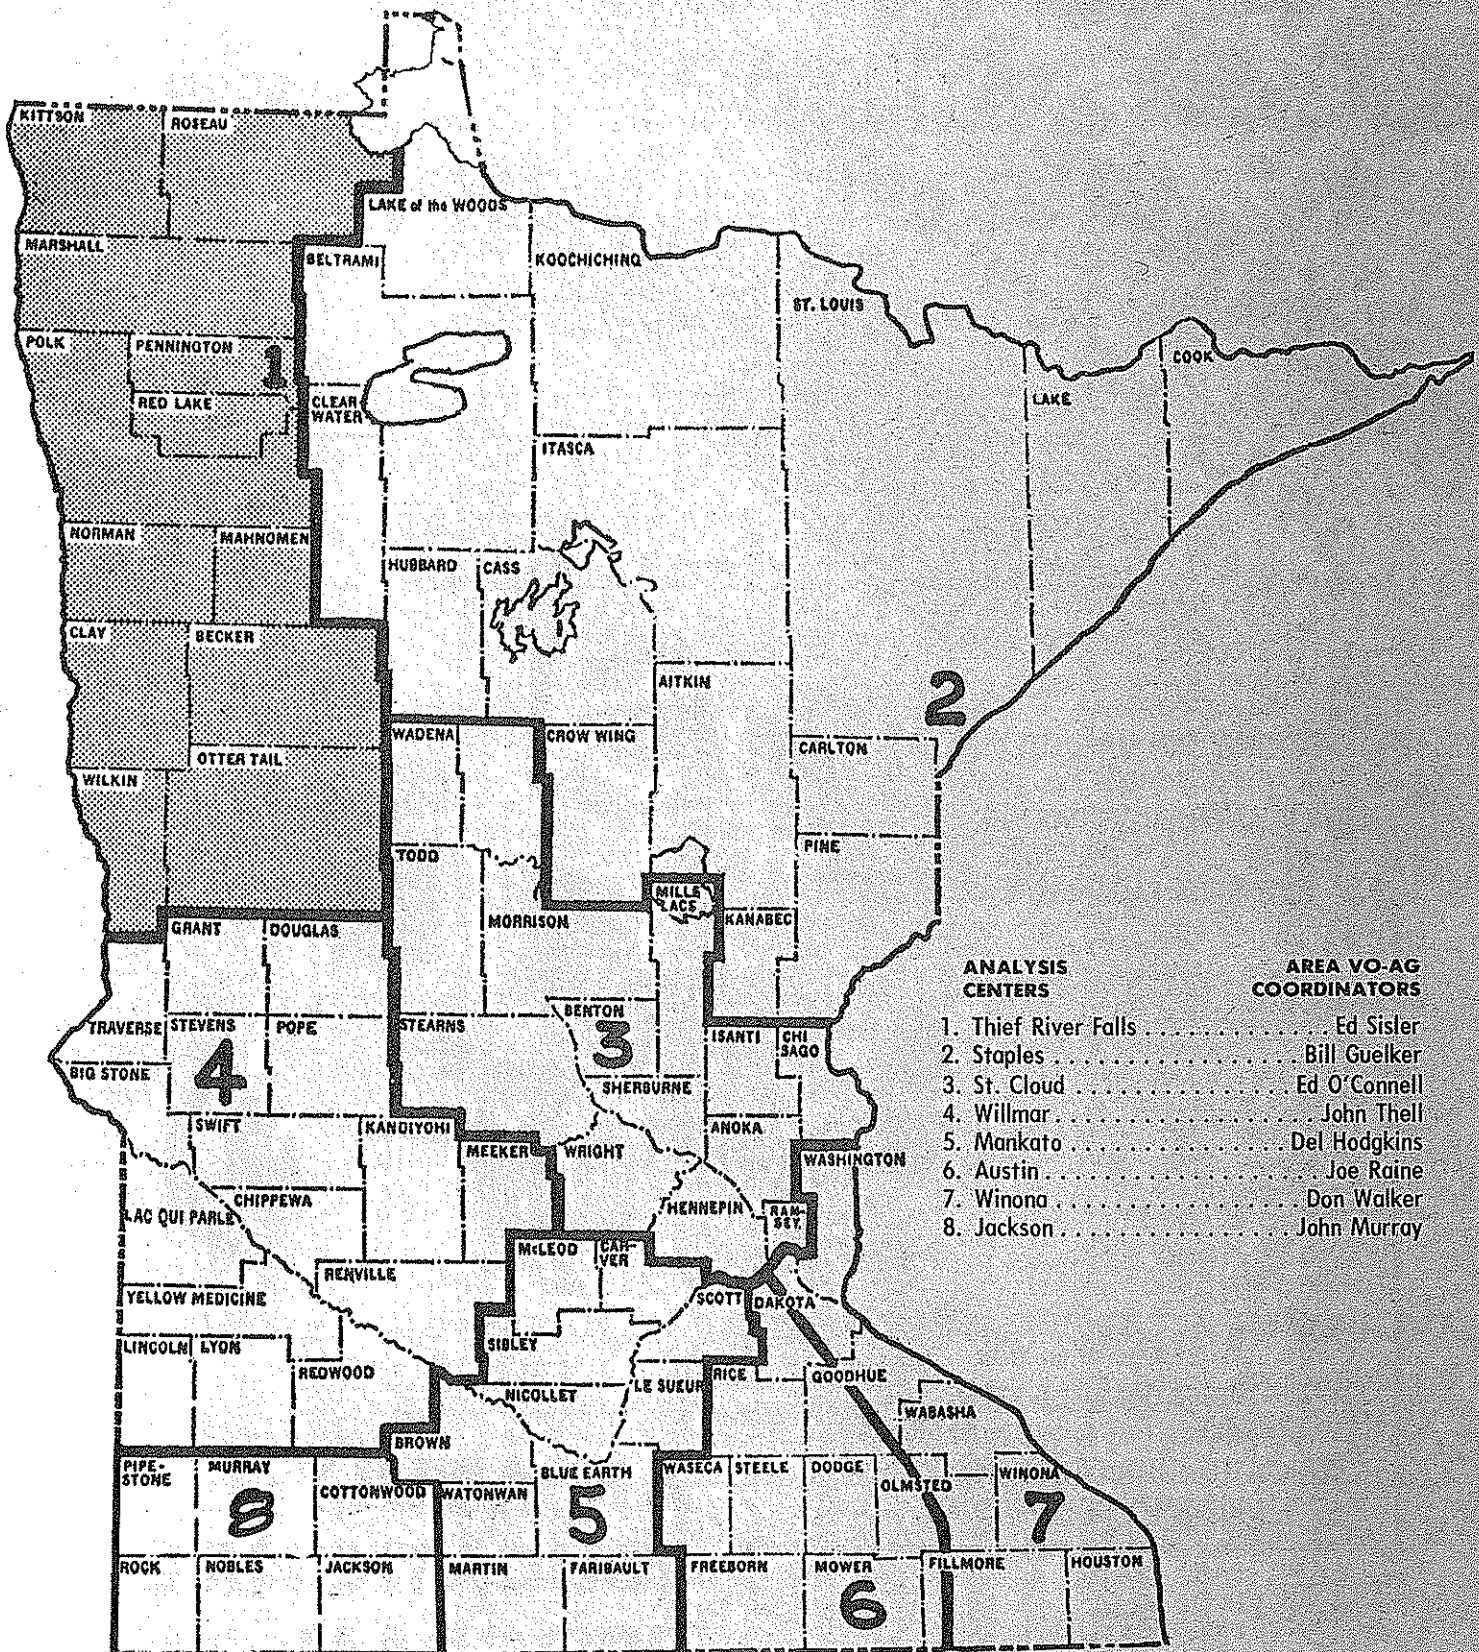 KITTSON
ROSEAU
LAKE of the WOODS
MARSHALL
BELTRAMI
KOOCHICHING
ST. LOUIS
POLK
PENNINGTON
1
COOK
RED LAKE
CLEAR
WATER
LAKE
ITASCA
NORMAN
MAHNOMEN
HUBBARD
CASS
CLAY
BECKER
AITKIN
2
WADENA
CROW WING
CARLTON
OTTER TAIL
WILKIN
TODD
PINE
MILLE
LACS
MORRISON
KANABEC
GRANT
DOUGLAS
BENTON
TRAVERSE
STEVENS
POPE
STEARNS
3
ISANTI
CHI
SAGO
4
BIG STONE
SHERBURNE
SWIFT
KANDIYOHI
ANOKA
MEEKER
WRIGHT
WASHINGTON
CHIPPEWA
LAC QUI PARLE
HENNEPIN
RAM-
SEY
McLEOD
CAR-
VER
RENVILLE
YELLOW MEDICINE
SCOTT
DAKOTA
LINCOLN
LYON
SIBLEY
REDWOOD
RICE
GOODHUE
NICOLLET
LE SUEUR
WABASHA
BROWN
PIPE-
STONE
MURRAY
BLUE EARTH
WASECA
STEELE
DODGE
WINONA
COTTONWOOD
WATONWAN
OLMSTED
8
5
7
ROCK
NOBLES
JACKSON
MARTIN
FARIBAULT
FREEBORN
MOWER
FILLMORE
HOUSTON
6
ANALYSIS
CENTERS
AREA VO-AG
COORDINATORS
1. Thief River Falls . . . . . . . . . . . . . Ed Sisler
2. Staples . . . . . . . . . . . . . . . . . Bill Guelker
3. St. Cloud . . . . . . . . . . . . . . . Ed O'Connell
4. Willmar . . . . . . . . . . . . . . . . . John Thell
5. Mankato . . . . . . . . . . . . . . . Del Hodgkins
6. Austin . . . . . . . . . . . . . . . . . . Joe Raine
7. Winona . . . . . . . . . . . . . . . . . Don Walker
8. Jackson . . . . . . . . . . . . . . . . John Murray